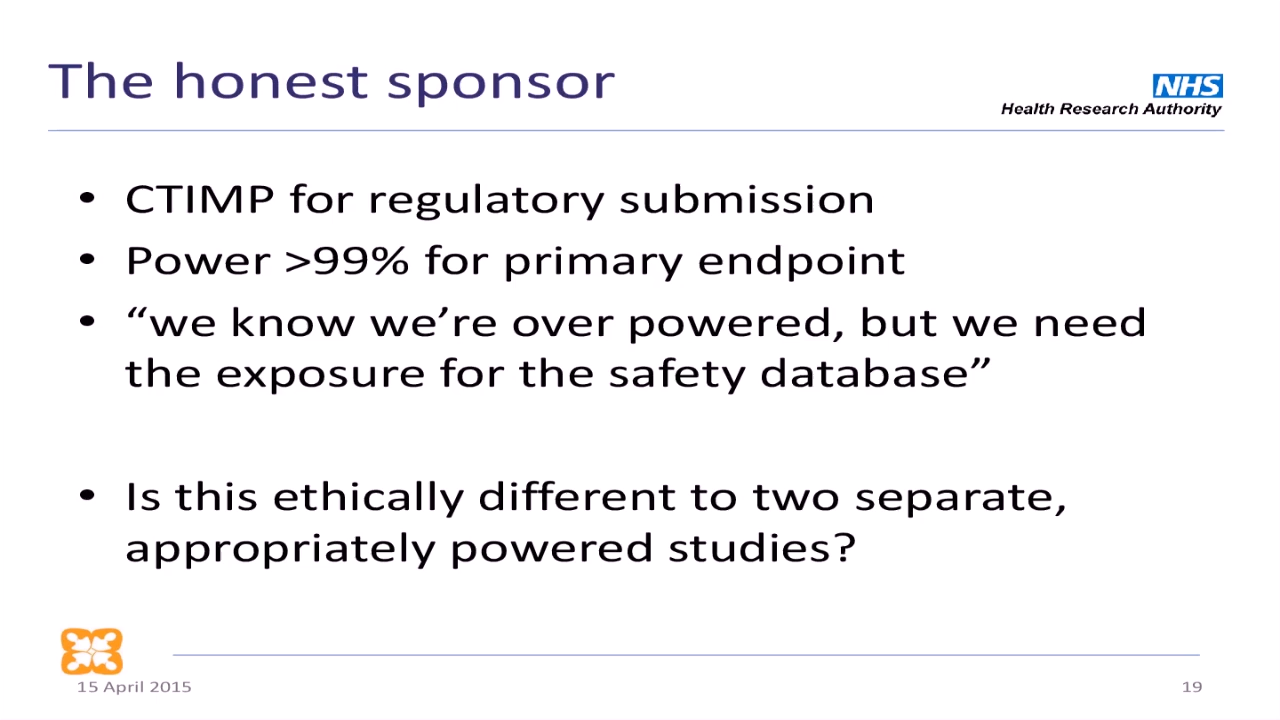 The honest sponsor
NHS
Health Research Authority
• CTIMP for regulatory submission
• Power >99% for primary endpoint
• “we know we’re over powered, but we need
the exposure for the safety database”
• Is this ethically different to two separate,
appropriately powered studies?
15 April 2015
19